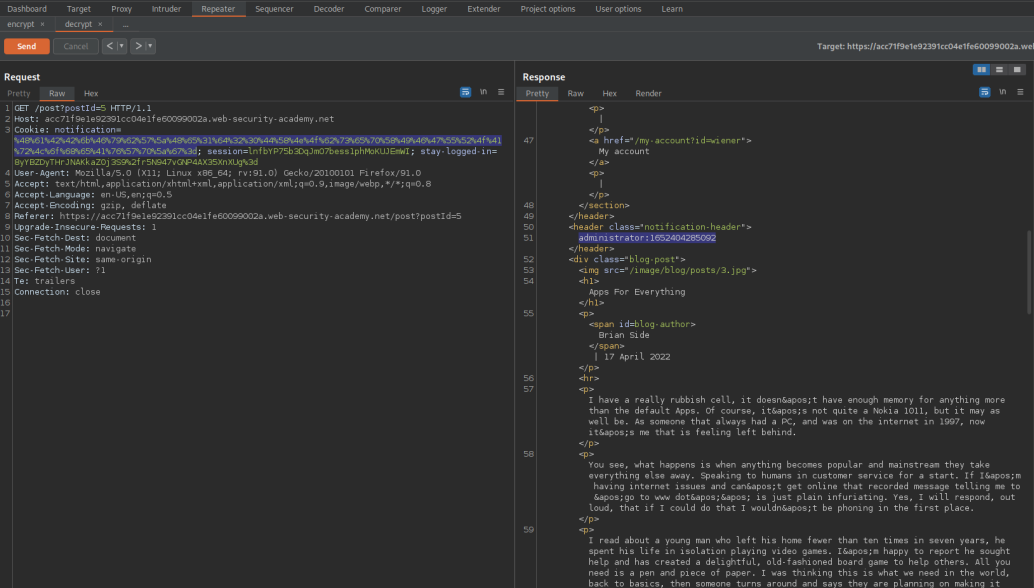 Dashboard Target Proxy Intruder Repeater Sequencer Decoder Comparer Logger Extender Project options User options Learn
encrypt × decrypt × ...
Send Cancel < > Target: https://acc71f9e1e92391cc04e1fe60099002a.we
Request
Pretty Raw Hex \n
1 GET /post?postId=5 HTTP/1.1
2 Host: acc71f9e1e92391cc04e1fe60099002a.web-security-academy.net
3 Cookie: notification=
%48%61%42%42%6b%46%79%62%57%5a%48%65%31%64%32%30%44%58%4e%4f%62%73%65%70%58%49%46%47%55%52%4f%41
%72%4c%6f%68%65%41%76%57%70%5a%67%3d; session=lnfbYP75b3DqJmO7bess1phMoKUJEmWI; stay-logged-in=
8yYBZDyTHrJNAKkaZOj3S9%2fr5N947vGNP4AX35XnXUg%3d
4 User-Agent: Mozilla/5.0 (X11; Linux x86_64; rv:91.0) Gecko/20100101 Firefox/91.0
5 Accept: text/html,application/xhtml+xml,application/xml;q=0.9,image/webp,*/*;q=0.8
6 Accept-Language: en-US,en;q=0.5
7 Accept-Encoding: gzip, deflate
8 Referer: https://acc71f9e1e92391cc04e1fe60099002a.web-security-academy.net/post?postId=5
9 Upgrade-Insecure-Requests: 1
10 Sec-Fetch-Dest: document
11 Sec-Fetch-Mode: navigate
12 Sec-Fetch-Site: same-origin
13 Sec-Fetch-User: ?1
14 Te: trailers
15 Connection: close
16
17
Response
Pretty Raw Hex Render \n
<p>
|
</p>
47 <a href="/my-account?id=wiener">
My account
</a>
<p>
|
</p>
48 </section>
49 </header>
50 <header class="notification-header">
51 administrator:1652404285092
</header>
52 <div class="blog-post">
53 <img src="/image/blog/posts/3.jpg">
54 <h1>
Apps For Everything
</h1>
55 <p>
<span id=blog-author>
Brian Side
</span>
| 17 April 2022
</p>
56 <hr>
57 <p>
I have a really rubbish cell, it doesn&apos;t have enough memory for anything more
than the default Apps. Of course, it&apos;s not quite a Nokia 1011, but it may as
well be. As someone that always had a PC, and was on the internet in 1997, now
it&apos;s me that is feeling left behind.
</p>
58 <p>
You see, what happens is when anything becomes popular and mainstream they take
everything else away. Speaking to humans in customer service for a start. If I&apos;m
having internet issues and can&apos;t get online that recorded message telling me to
&apos;go to www dot&apos;&apos; is just plain infuriating. Yes, I will respond, out
loud, that if I could do that I wouldn&apos;t be phoning in the first place.
</p>
59 <p>
I read about a young man who left his home fewer than ten times in seven years, he
spent his life in isolation playing video games. I&apos;m happy to report he sought
help and has created a delightful, old-fashioned board game to help others. All you
need is a pen and piece of paper. I was thinking this is what we need in the world,
back to basics, then someone turns around and says they are planning on making it